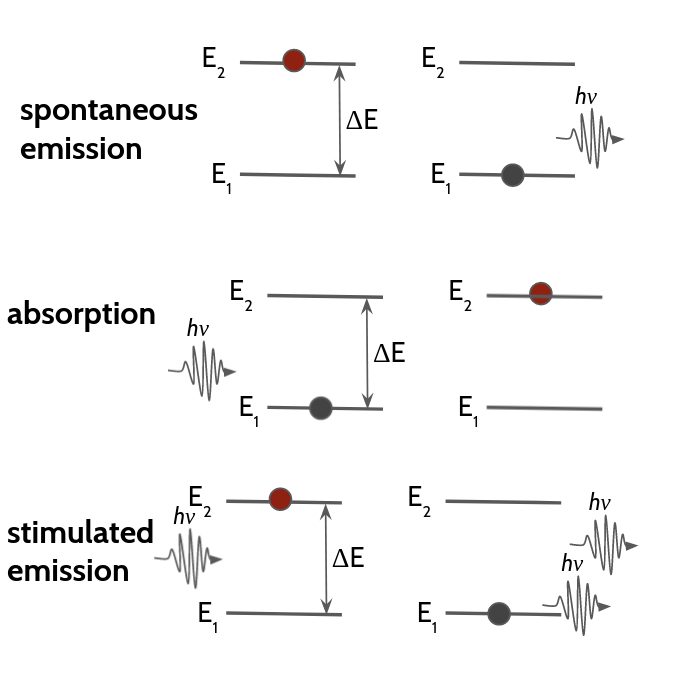 E₂ E₂
hν
spontaneous
ΔE
emission
E₁ E₁
E₂ E₂
absorption
hν
ΔE
E₁ E₁
E₂ E₂
hν hν
stimulated
ΔE
hν
emission
E₁ E₁